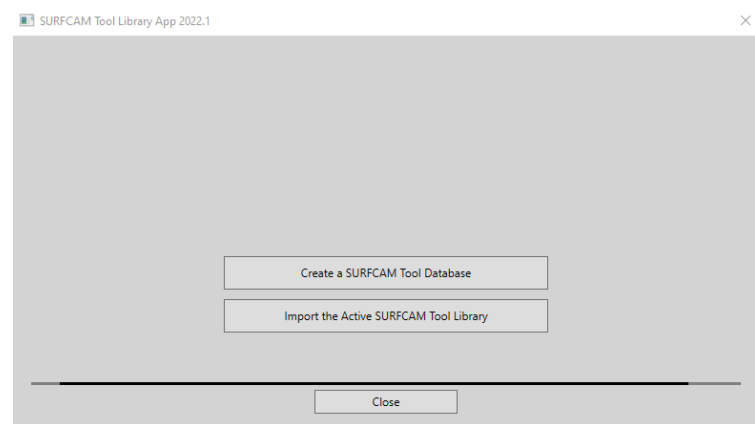 SURFCAM Tool Library App 2022.1
Create a SURFCAM Tool Database
Import the Active SURFCAM Tool Library
Close